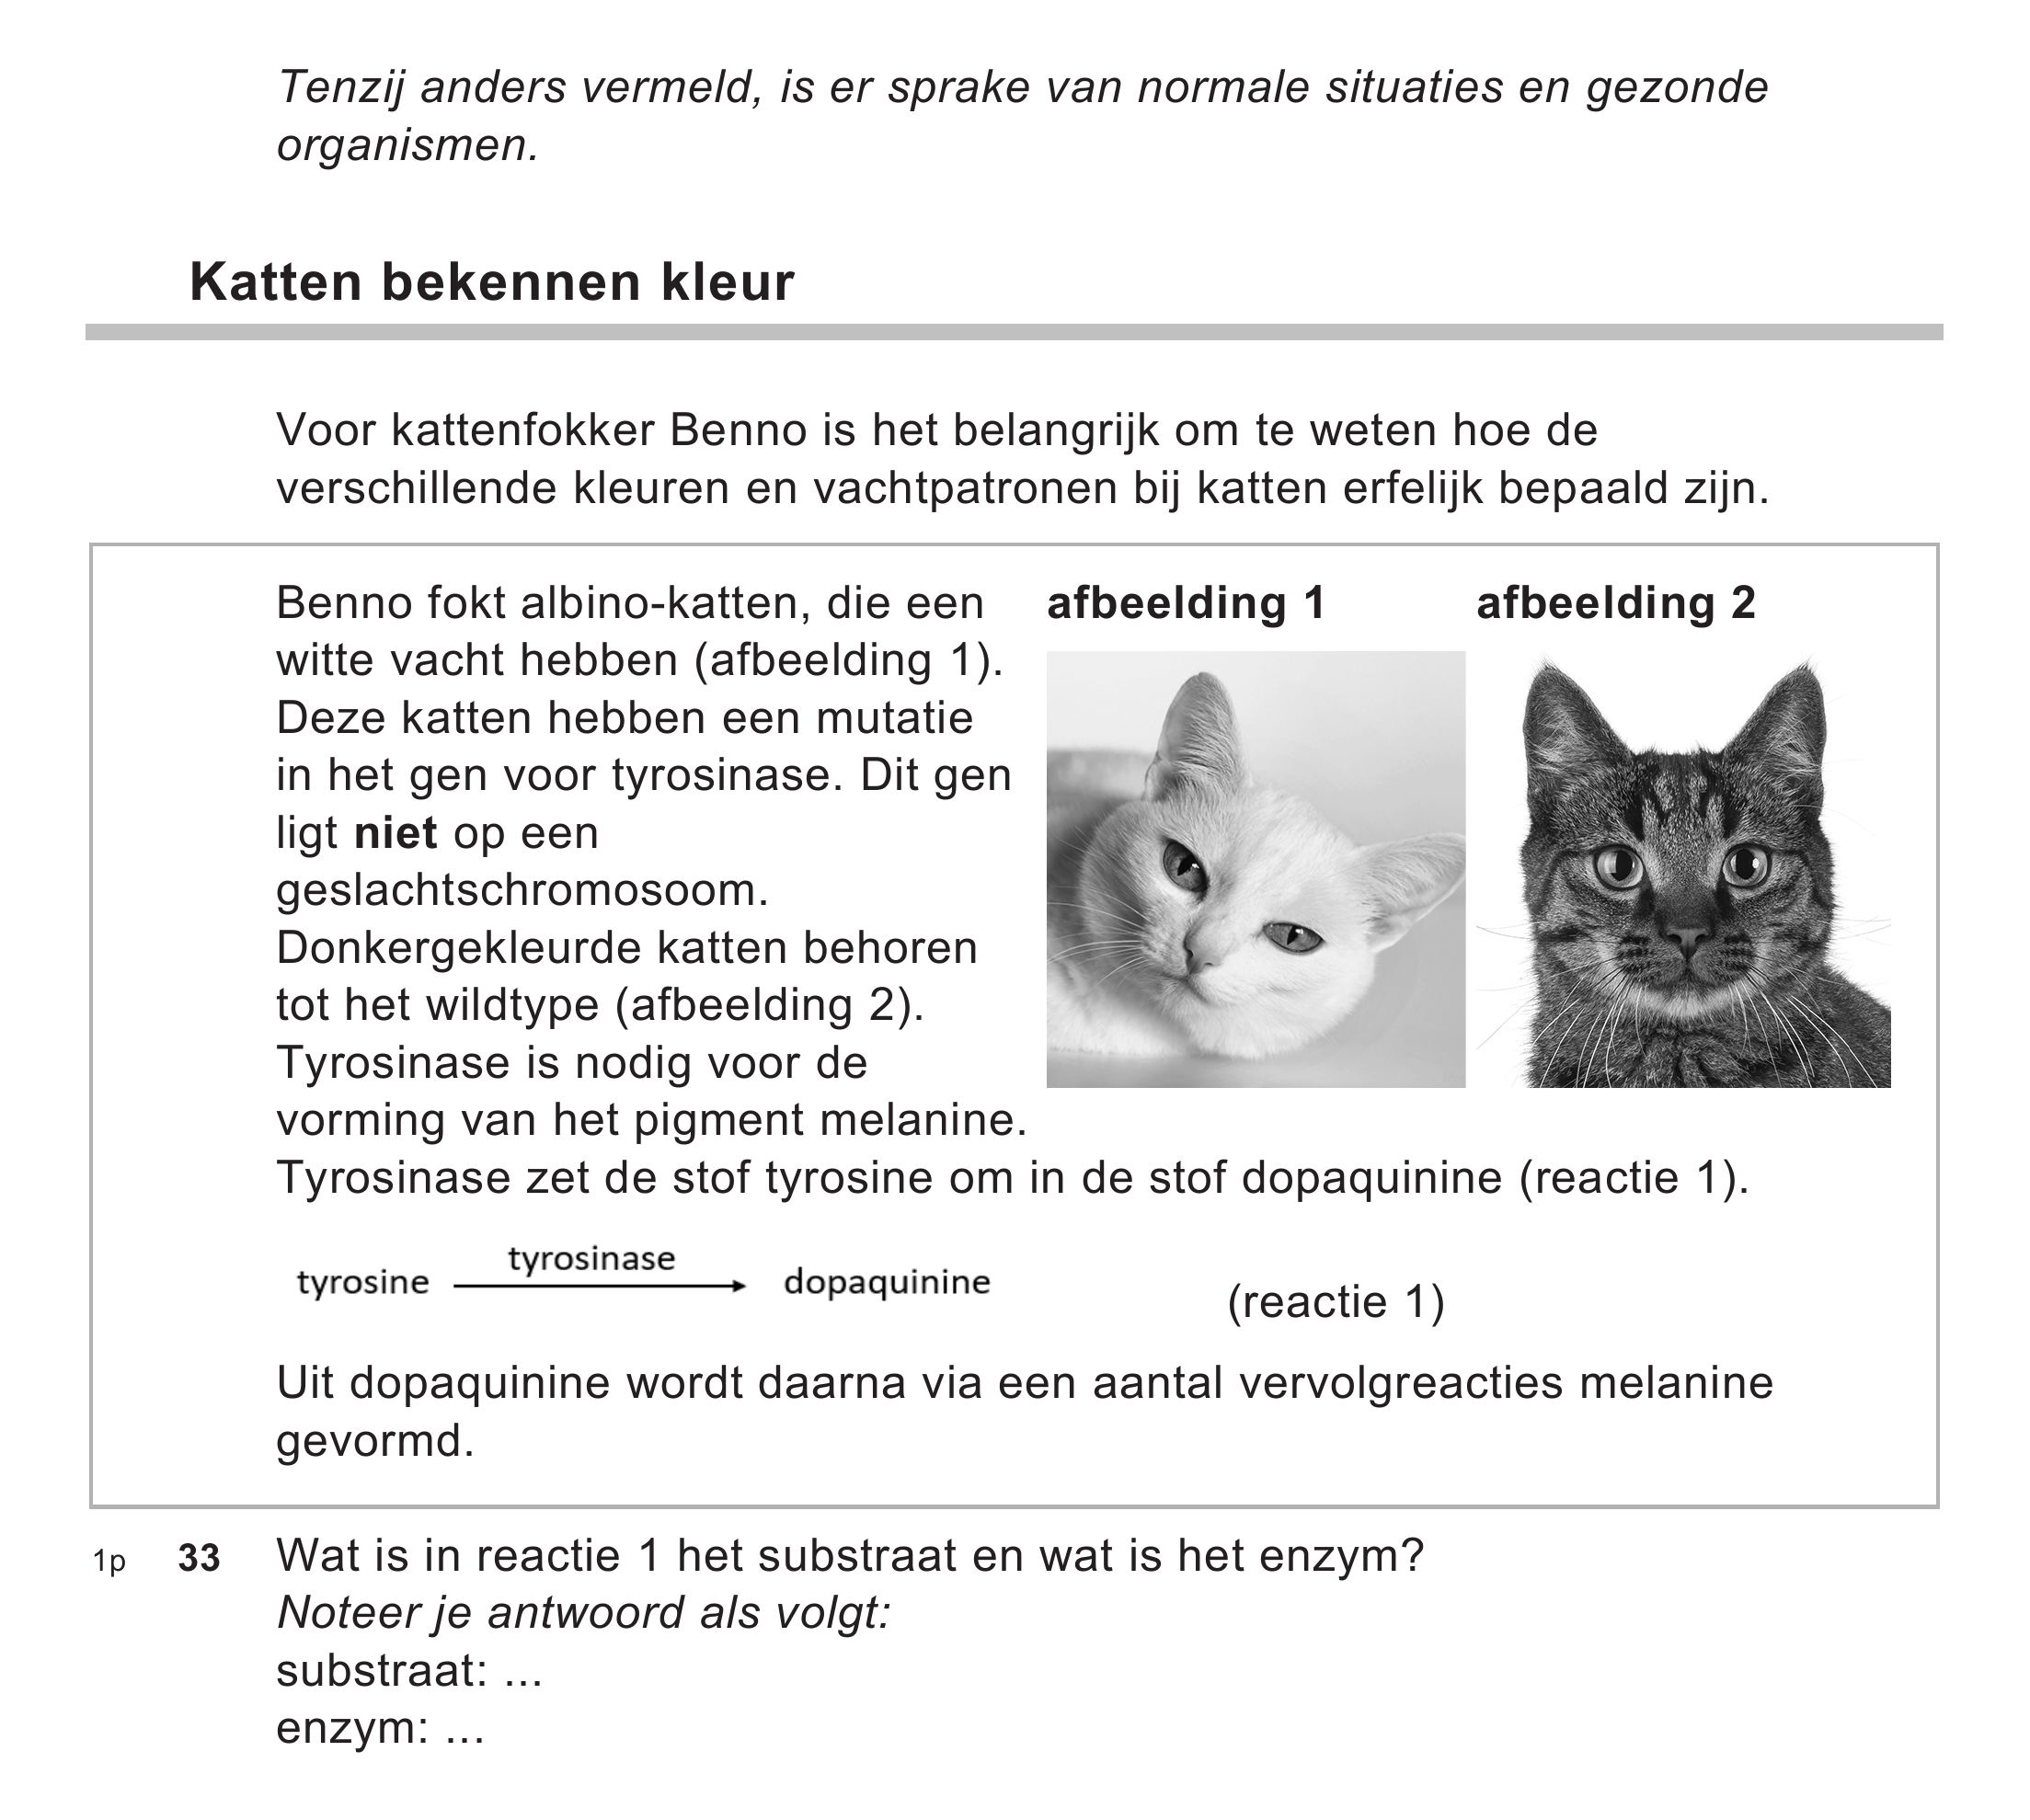 Tenzij anders vermeld, is er sprake van normale situaties en gezonde
organismen.
Katten bekennen kleur
Voor kattenfokker Benno is het belangrijk om te weten hoe de
verschillende kleuren en vachtpatronen bij katten erfelijk bepaald zijn.
Benno fokt albino-katten, die een
witte vacht hebben (afbeelding 1).
Deze katten hebben een mutatie
in het gen voor tyrosinase. Dit gen
ligt niet op een
geslachtschromosoom.
Donkergekleurde katten behoren
tot het wildtype (afbeelding 2).
Tyrosinase is nodig voor de
vorming van het pigment melanine.
afbeelding 1
afbeelding 2
Tyrosinase zet de stof tyrosine om in de stof dopaquinine (reactie 1).
tyrosine tyrosinase dopaquinine (reactie 1)
Uit dopaquinine wordt daarna via een aantal vervolgreacties melanine
gevormd.
1p 33 Wat is in reactie 1 het substraat en wat is het enzym?
Noteer je antwoord als volgt:
substraat: ...
enzym: ...